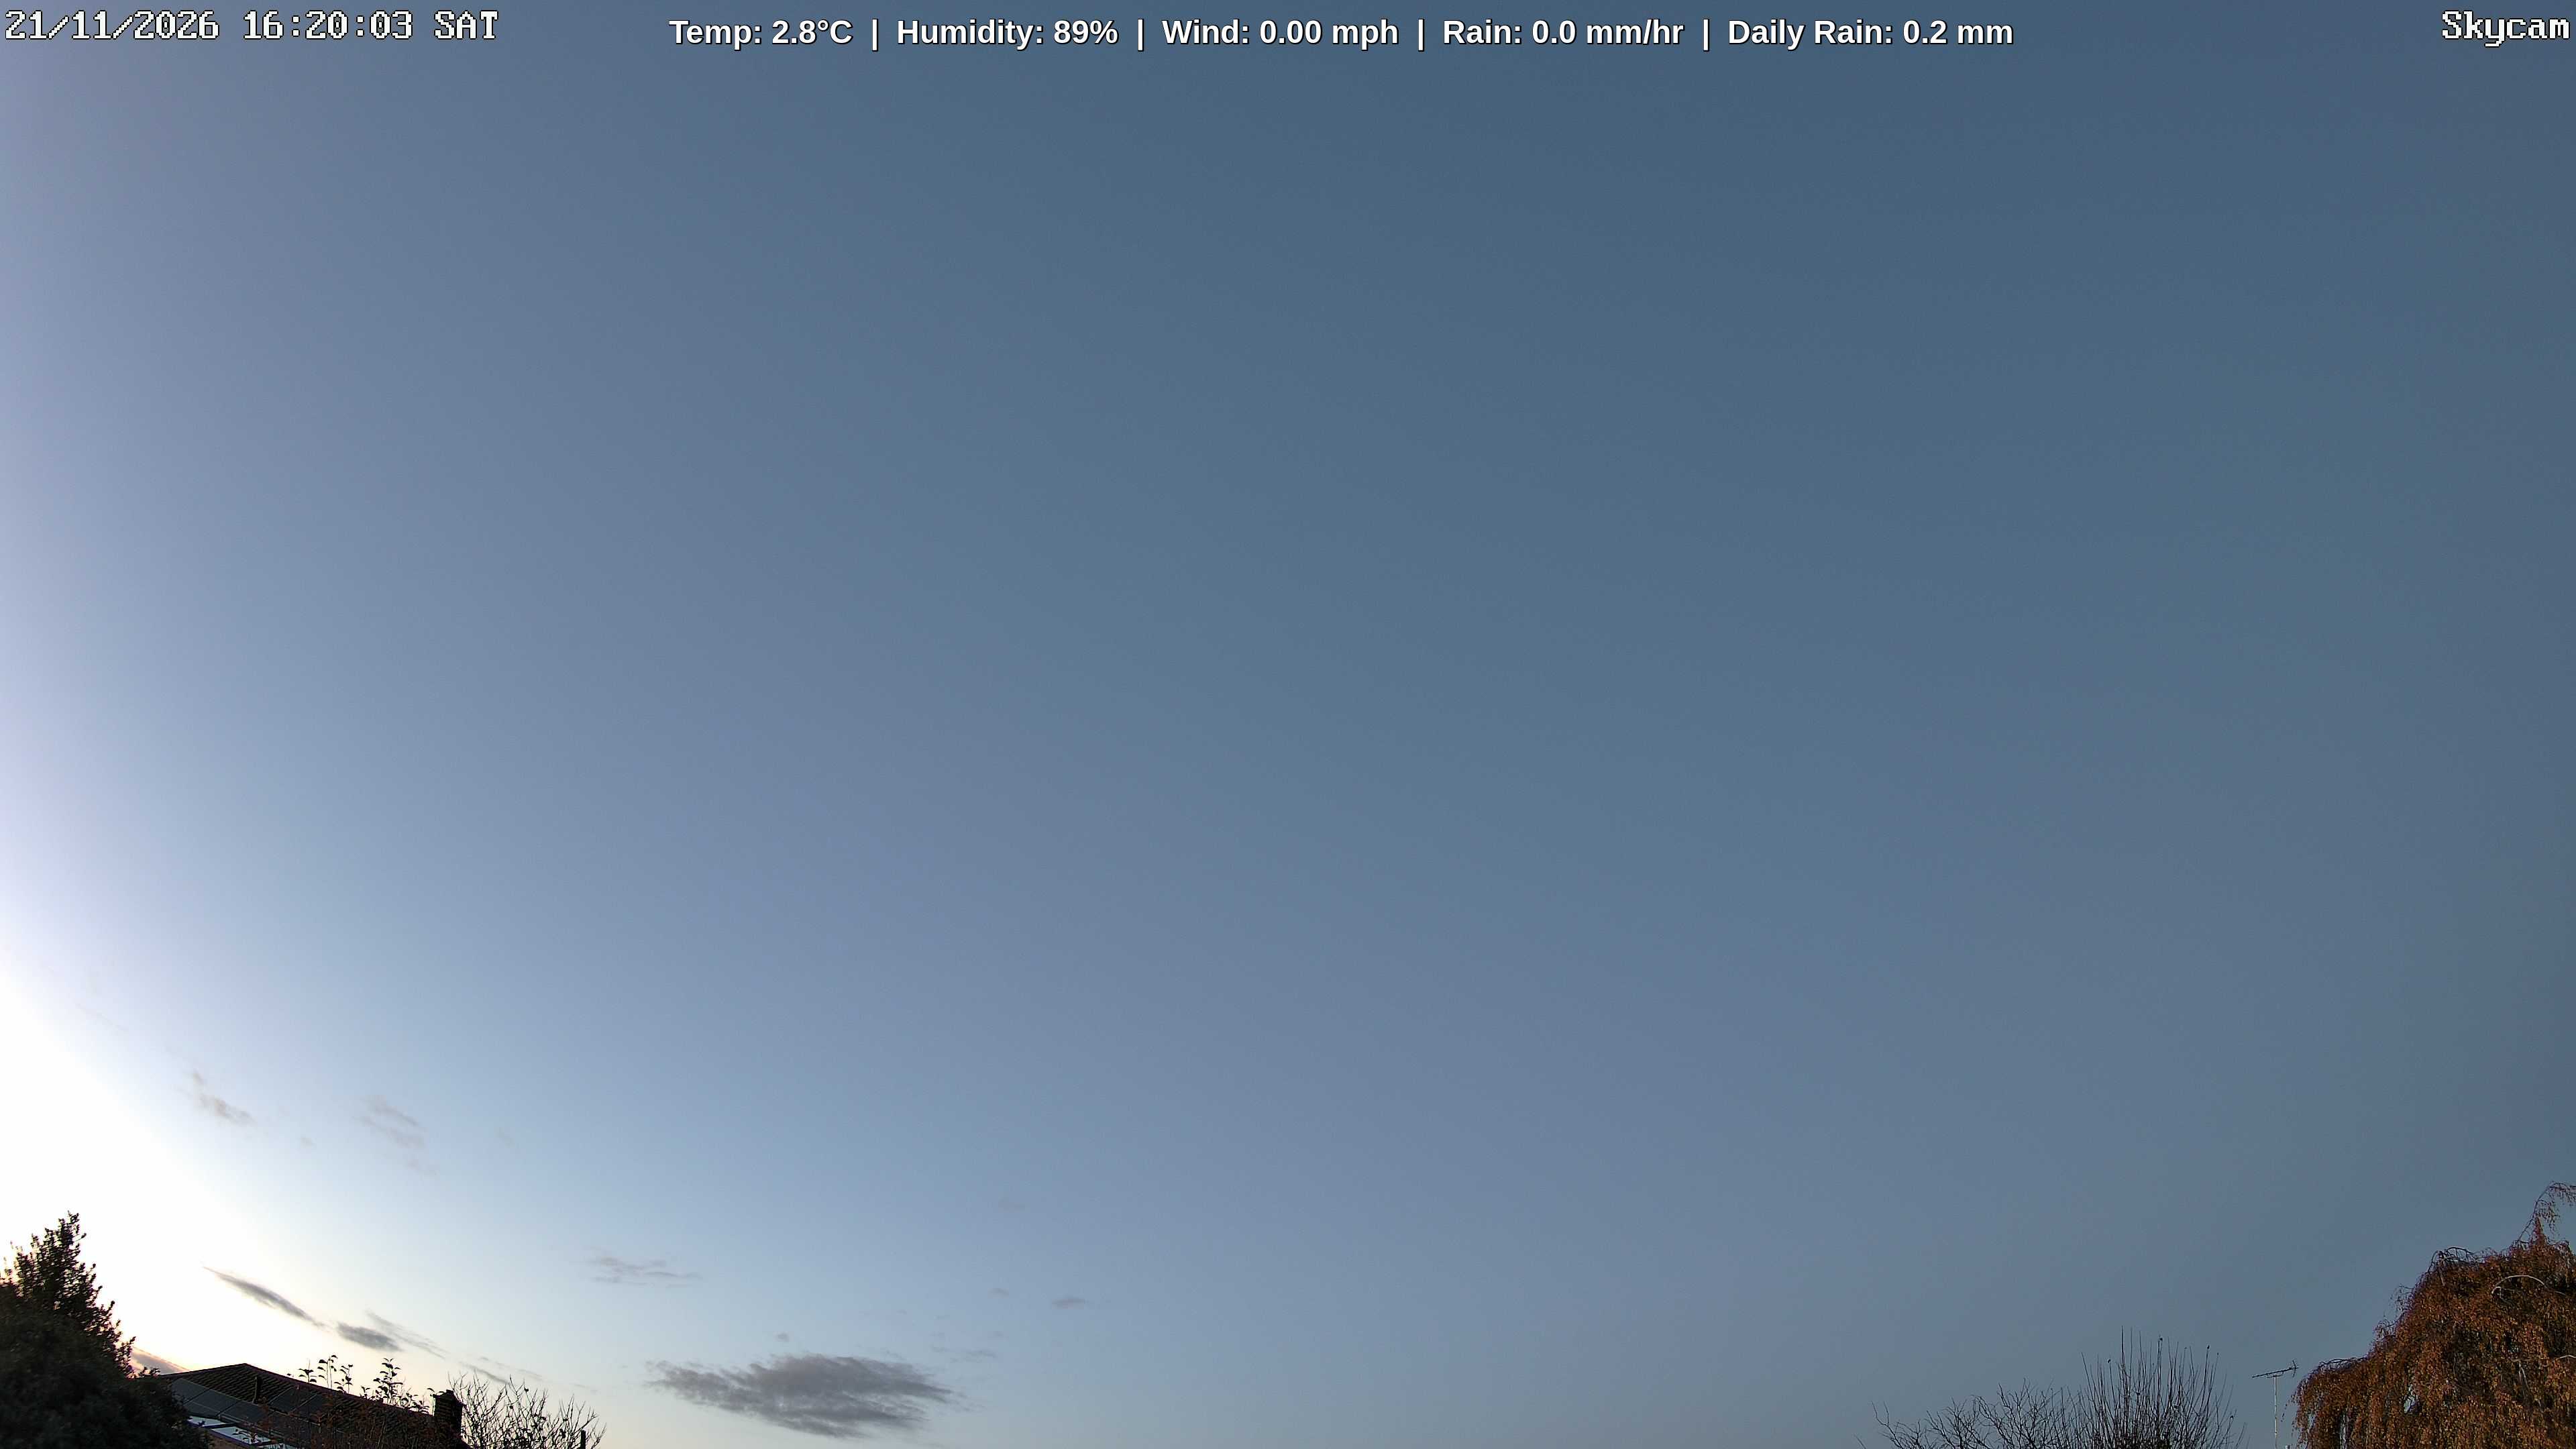 21/11/2026 16:20:03 SAT
Temp: 2.8°C | Humidity: 89% | Wind: 0.00 mph | Rain: 0.0 mm/hr | Daily Rain: 0.2 mm
Skycam